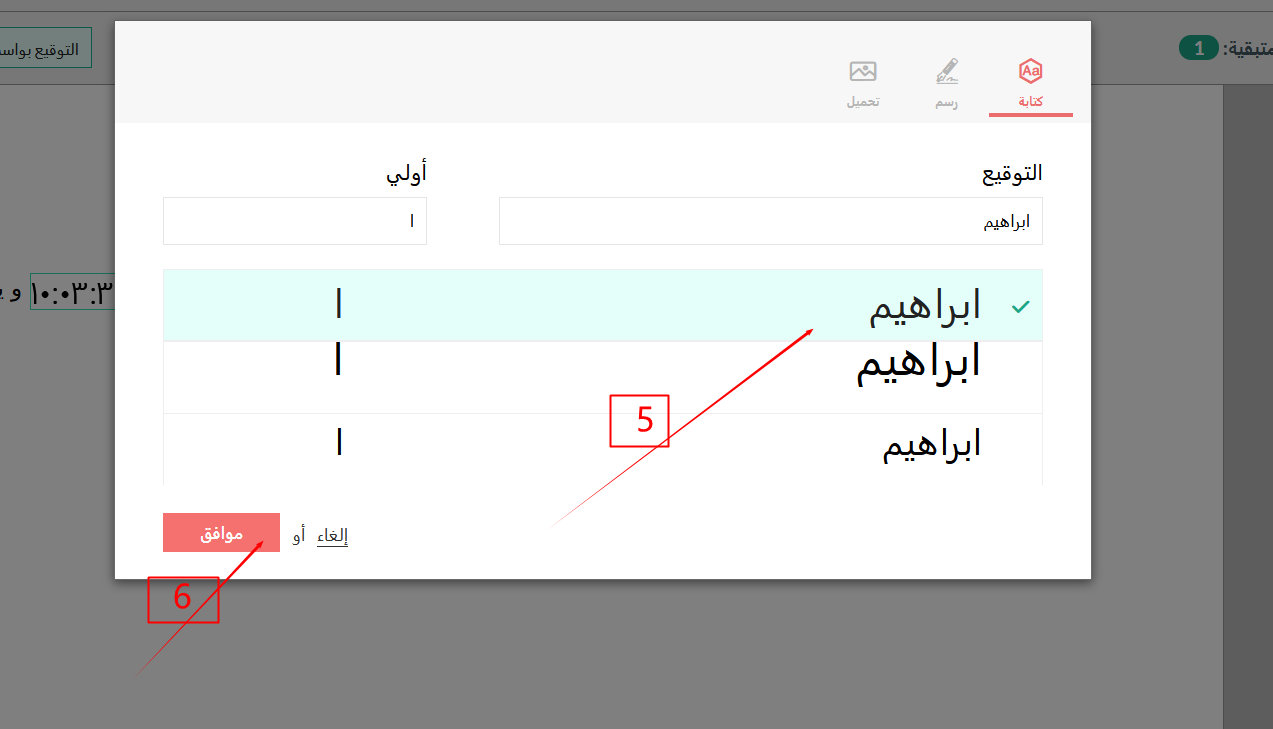 متبقية: 1
التوقيع بواس
كتابة
رسم
تحميل
التوقيع
أولي
ابراهيم
ا
ابراهيم
ا
ابراهيم
ا
ابراهيم
ا
5
إلغاء أو موافق
6
١٠:٠٣:٣ و ي